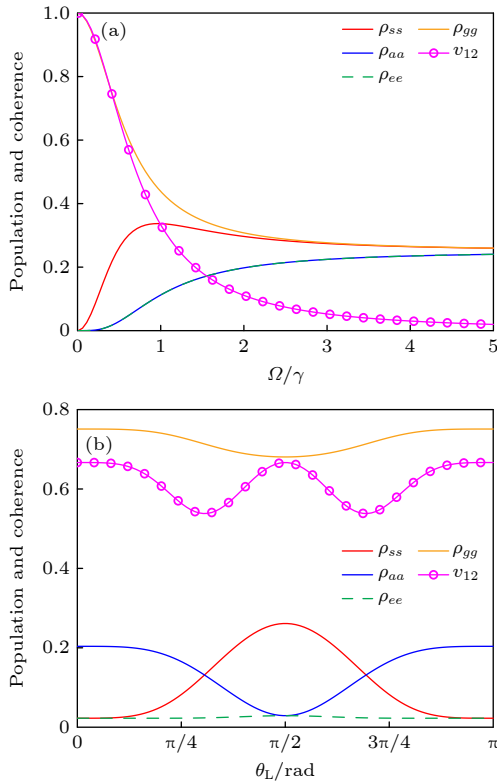 (a)
ρss ρgg
ρaa υ12
ρee
Population and coherence
1.0
0.8
0.6
0.4
0.2
0
0 1 2 3 4 5
Ω/γ
(b)
Population and coherence
0.8
0.6
0.4
0.2
0
ρss ρgg
ρaa υ12
ρee
0 π/4 π/2 3π/4 π
θL/rad